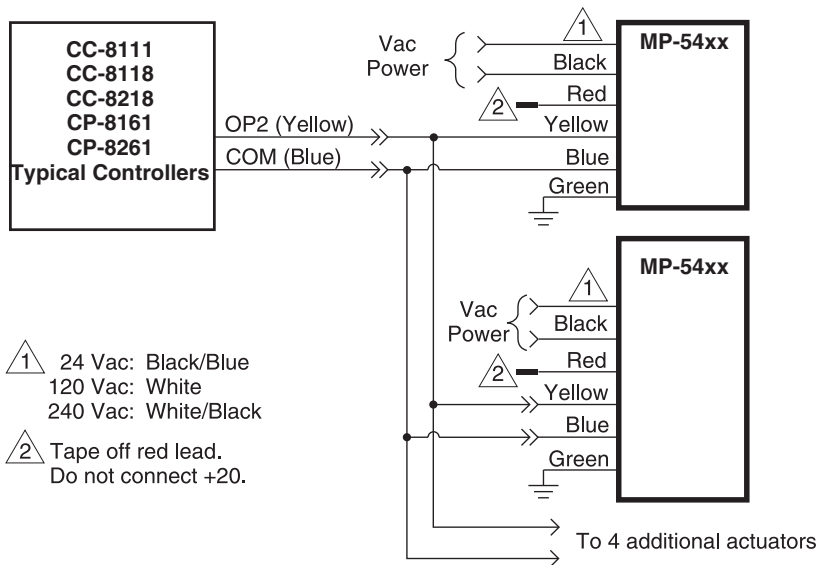 CC-8111
CC-8118
CC-8218
CP-8161
CP-8261
Typical Controllers
OP2 (Yellow)
COM (Blue)
Vac
Power
1
Black
2
Red
Yellow
Blue
Green
MP-54xx
Vac
Power
1
Black
2
Red
Yellow
Blue
Green
MP-54xx
To 4 additional actuators
1 24 Vac: Black/Blue
120 Vac: White
240 Vac: White/Black
2 Tape off red lead.
Do not connect +20.